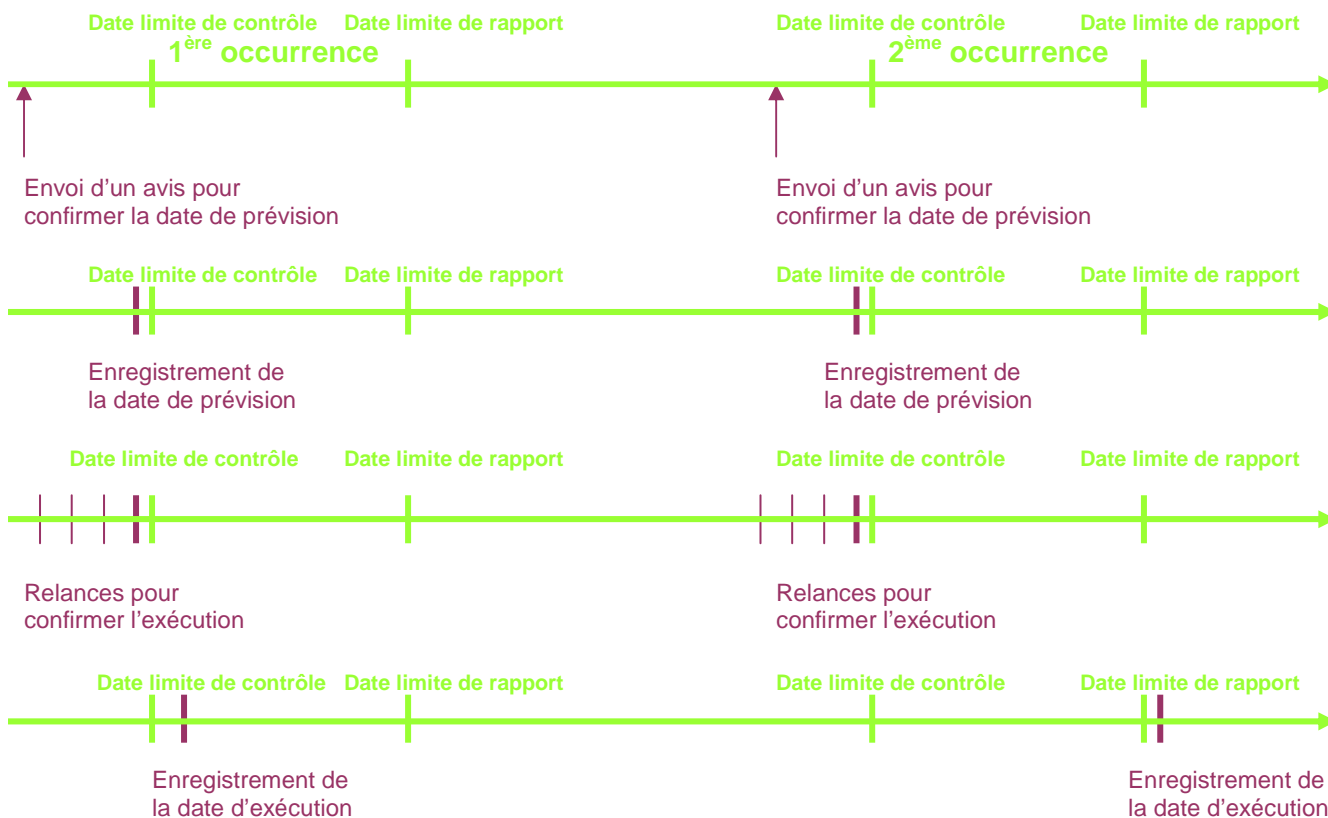 Date limite de contrôle Date limite de rapport Date limite de contrôle Date limite de rapport
1ère occurrence 2ème occurrence
Envoi d'un avis pour Envoi d'un avis pour
confirmer la date de prévision confirmer la date de prévision
Date limite de contrôle Date limite de rapport Date limite de contrôle Date limite de rapport
Enregistrement de Enregistrement de
la date de prévision la date de prévision
Date limite de contrôle Date limite de rapport Date limite de contrôle Date limite de rapport
Relances pour Relances pour
confirmer l'exécution confirmer l'exécution
Date limite de contrôle Date limite de rapport Date limite de contrôle Date limite de rapport
Enregistrement de Enregistrement de
la date d'exécution la date d'exécution